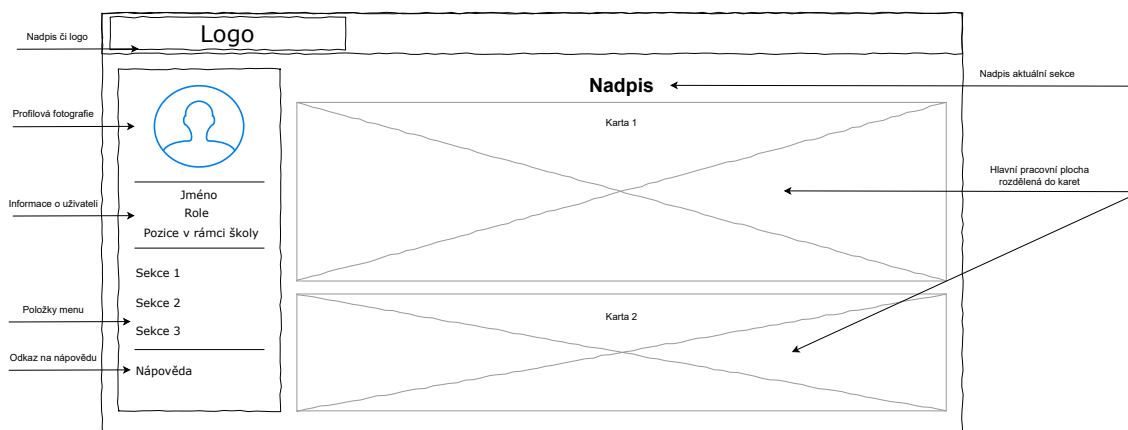 Logo
Nadpis či logo
Nadpis
Nadpis aktuální sekce
Profilová fotografie
Karta 1
Hlavní pracovní plocha
rozdělená do karet
Informace o uživateli
Jméno
Role
Pozice v rámci školy
Sekce 1
Sekce 2
Sekce 3
Položky menu
Karta 2
Odkaz na nápovědu
Nápověda